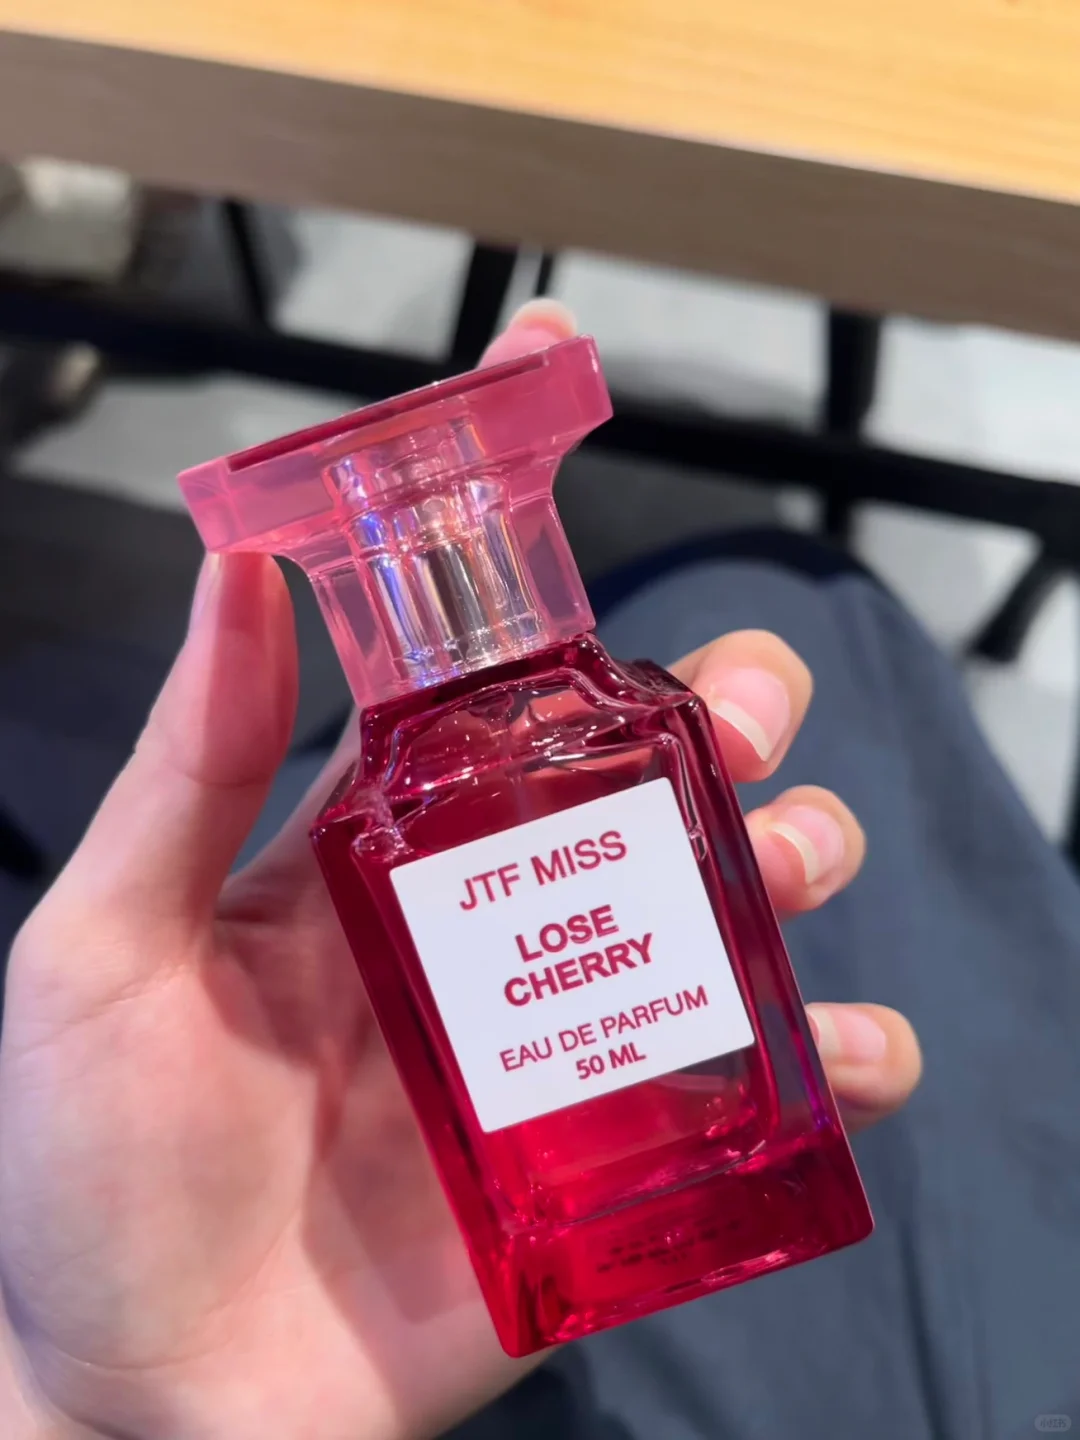 JTF MISS
LOSE
CHERRY
EAU DE PARFUM
50 ML